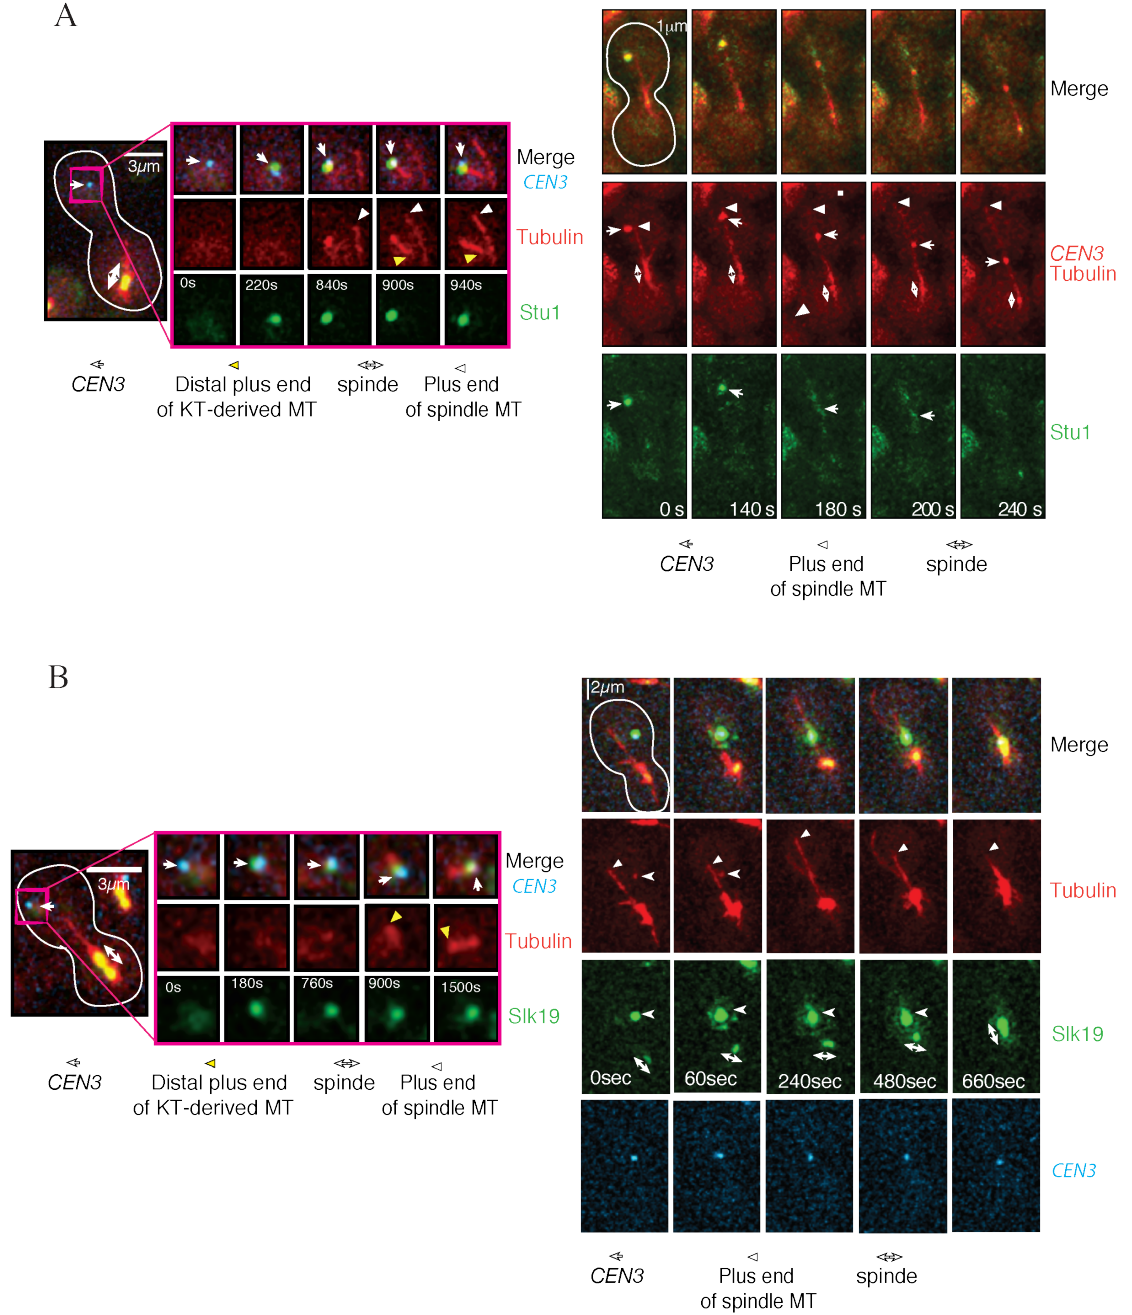 A
3µm
Merge
CEN3
Tubulin
0s 220s 840s 900s 940s
Stu1
CEN3
Distal plus end
of KT-derived MT
spinde
Plus end
of spindle MT
1µm
Merge
CEN3
Tubulin
Stu1
0 s 140 s 180 s 200 s 240 s
CEN3
Plus end
of spindle MT
spinde
B
3µm
Merge
CEN3
Tubulin
0s 180s 760s 900s 1500s
Slk19
CEN3
Distal plus end
of KT-derived MT
spinde
Plus end
of spindle MT
2µm
Merge
Tubulin
Slk19
0sec 60sec 240sec 480sec 660sec
CEN3
CEN3
Plus end
of spindle MT
spinde